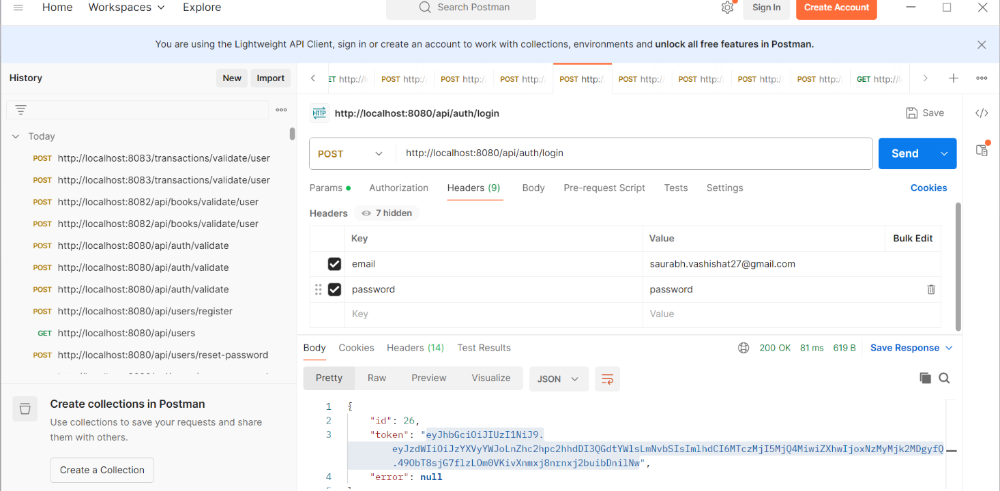 Home Workspaces Explore Search Postman Sign In Create Account
You are using the Lightweight API Client, sign in or create an account to work with collections, environments and unlock all free features in Postman.
History New Import
ET http://l POST http:/ POST http:/ POST http:/ POST http:/ POST http:/ POST http:/ POST http:/ POST http:/ GET http://l
HTTP http://localhost:8080/api/auth/login Save
Today
POST http://localhost:8083/transactions/validate/user
POST http://localhost:8083/transactions/validate/user
POST http://localhost:8082/api/books/validate/user
POST http://localhost:8082/api/books/validate/user
POST http://localhost:8080/api/auth/validate
POST http://localhost:8080/api/auth/validate
POST http://localhost:8080/api/auth/validate
POST http://localhost:8080/api/users/register
GET http://localhost:8080/api/users
POST http://localhost:8080/api/users/reset-password
Create collections in Postman
Use collections to save your requests and share
them with others.
Create a Collection
POST http://localhost:8080/api/auth/login Send
Params Authorization Headers (9) Body Pre-request Script Tests Settings Cookies
Headers 7 hidden
Key Value Bulk Edit
email saurabh.vashishat27@gmail.com
password password
Key Value
Body Cookies Headers (14) Test Results 200 OK 81 ms 619 B Save Response
Pretty Raw Preview Visualize JSON
1 {
2 "id": 26,
3 "token": "eyJhbGciOiJIUzI1NiJ9.
eyJzdWIiOiJzYXVyYWJoLnZhc2hpc2hhdDI3QGdtYWlsLmNvbSIsImlhdCI6MTczMjI5MjQ4MiwiZXhwIjoxNzMyMjk2MDgyfQ
.49ObT8sjG7flzLOm0VKivXnmxj8nrnxj2buibDnilNw",
4 "error": null